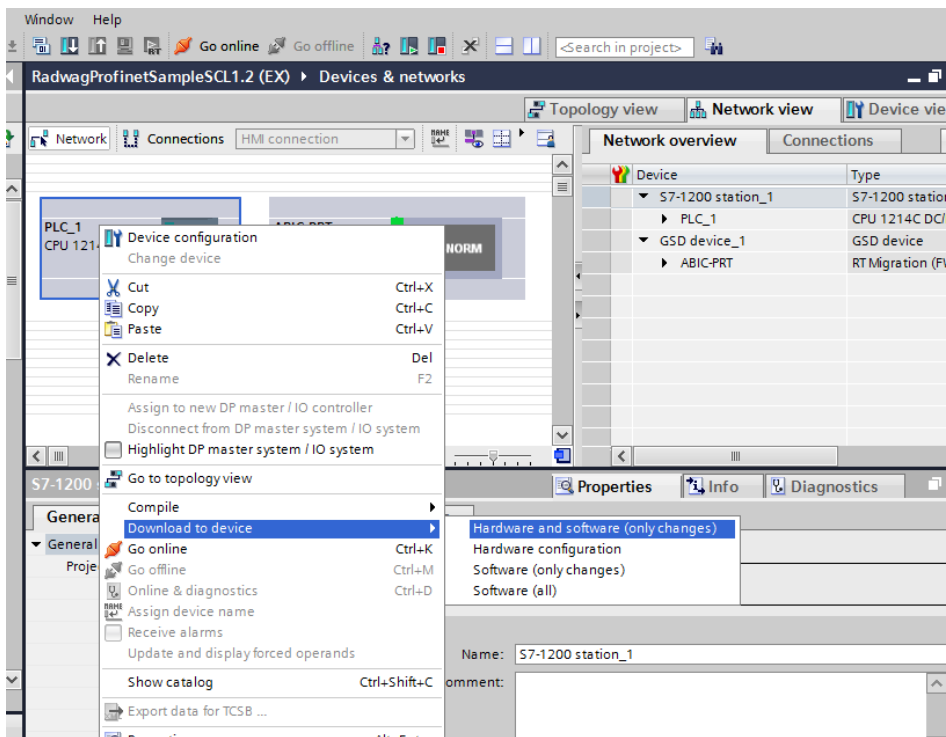 Window Help
Go online Go offline <Search in project>
RadwagProfinetSampleSCL1.2 (EX) ▸ Devices & networks
Topology view Network view Device vie
Network Connections HMI connection
Network overview Connections
Device Type
S7-1200 station_1 S7-1200 station
PLC_1 CPU 1214C DC/
GSD device_1 GSD device
ABIC-PRT RT Migration (F
PLC_1
CPU 121
NORM
Device configuration
Change device
Cut Ctrl+X
Copy Ctrl+C
Paste Ctrl+V
Delete Del
Rename F2
Assign to new DP master / IO controller
Disconnect from DP master system / IO system
Highlight DP master system / IO system
Go to topology view
Compile
Download to device
Go online Ctrl+K
Go offline Ctrl+M
Online & diagnostics Ctrl+D
Assign device name
Receive alarms
Update and display forced operands
Show catalog Ctrl+Shift+C
Export data for TCSB ...
Hardware and software (only changes)
Hardware configuration
Software (only changes)
Software (all)
S7-1200
Properties Info Diagnostics
Genera
General
Proje
Name: S7-1200 station_1
omment: